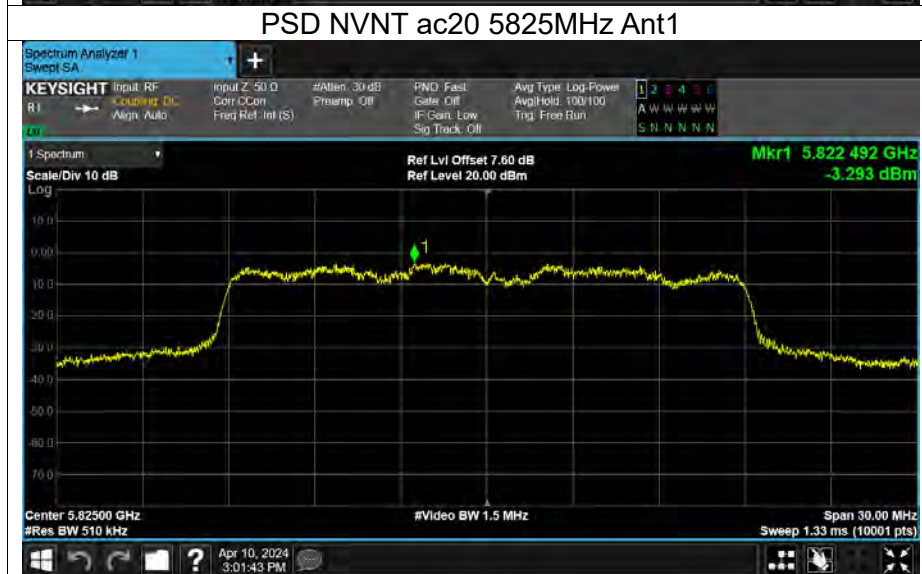 PSD NVNT ac20 5825MHz Ant1
Spectrum Analyzer 1
Swept SA
+
KEYSIGHT Input: RF
R L
Coupling: DC
Align: Auto
Input Z: 50 Ω
Corr CCorr
Freq Ref: Int (S)
#Atten: 30 dB
Preamp: Off
PNO: Fast
Gate: Off
IF Gain: Low
Sig Track: Off
Avg Type: Log-Power
Avg|Hold: 100/100
Trig: Free Run
1 2 3 4 5 6
A W W W W W
S N N N N N
1 Spectrum
Scale/Div 10 dB
Log
Ref Lvl Offset 7.60 dB
Ref Level 20.00 dBm
Mkr1 5.822 492 GHz
-3.293 dBm
10.0
0.00
-10.0
-20.0
-30.0
-40.0
-50.0
-60.0
-70.0
1
Center 5.82500 GHz
#Res BW 510 kHz
#Video BW 1.5 MHz
Span 30.00 MHz
Sweep 1.33 ms (10001 pts)
?
Apr 10, 2024
3:01:43 PM